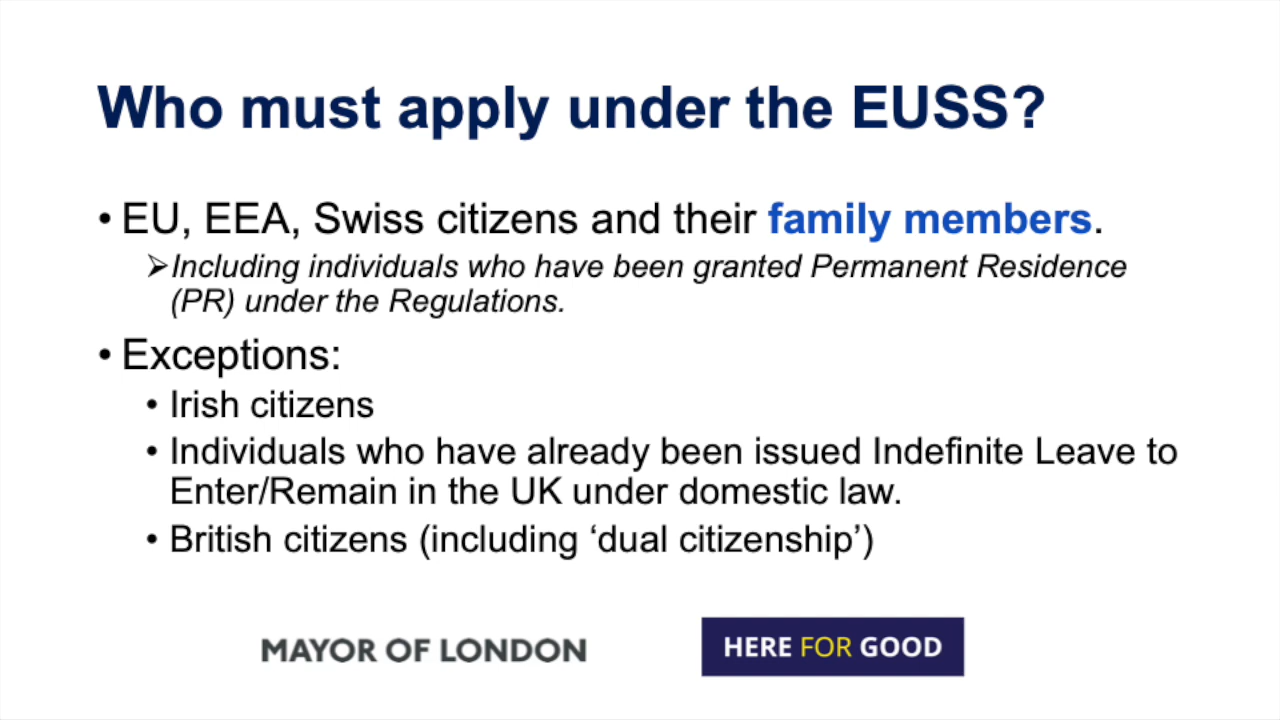 Who must apply under the EUSS?
• EU, EEA, Swiss citizens and their family members.
➢Including individuals who have been granted Permanent Residence
(PR) under the Regulations.
• Exceptions:
• Irish citizens
• Individuals who have already been issued Indefinite Leave to
Enter/Remain in the UK under domestic law.
• British citizens (including ‘dual citizenship’)
MAYOR OF LONDON
HERE FOR GOOD